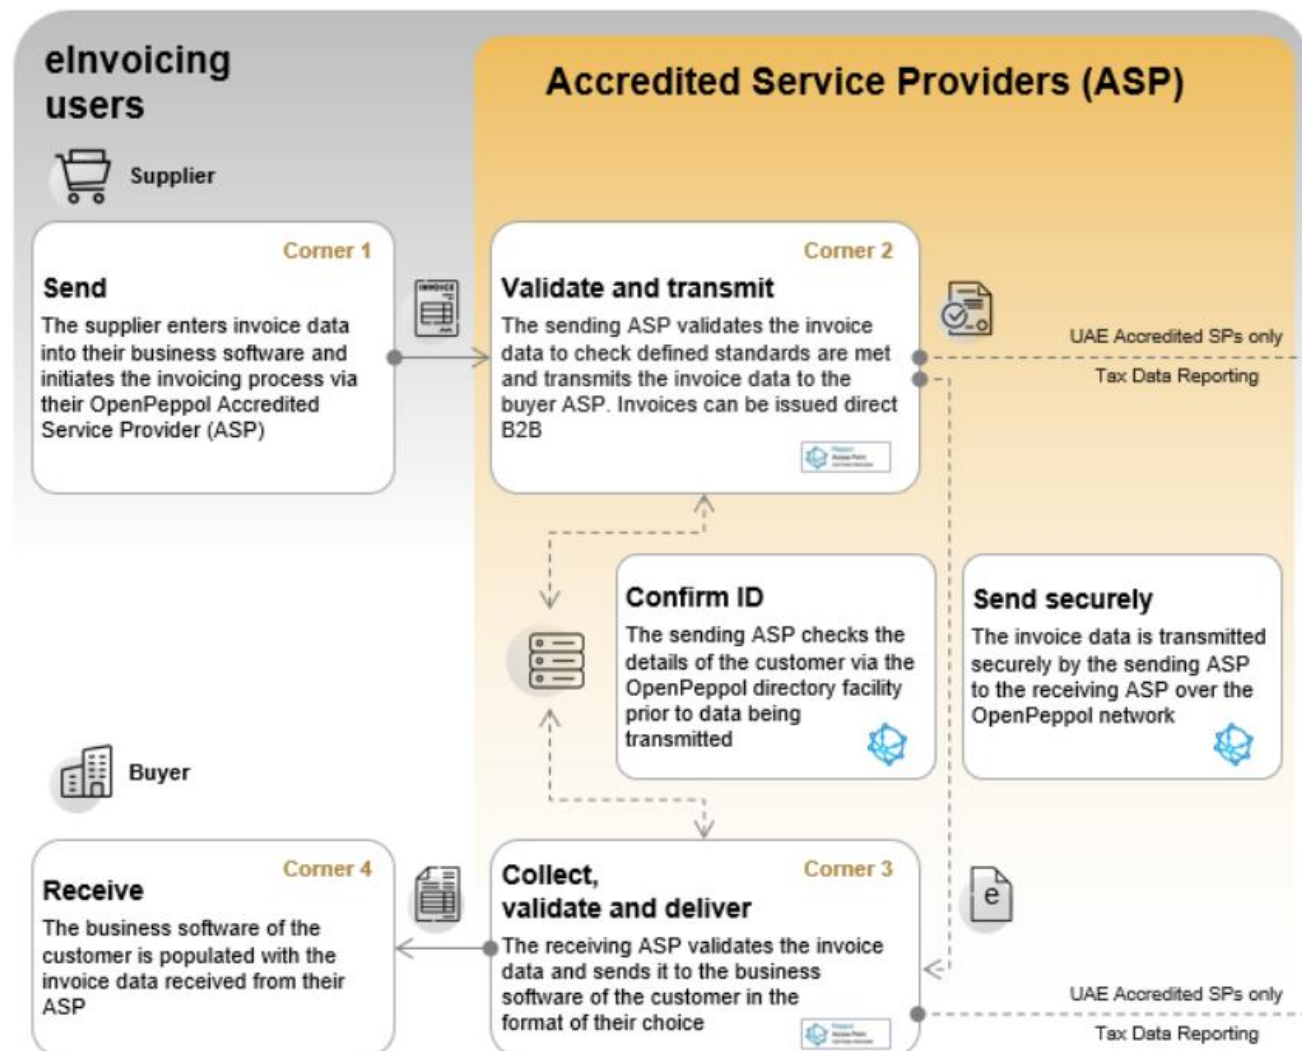 eInvoicing
users
Accredited Service Providers (ASP)
Supplier
Corner 1
Send
The supplier enters invoice data
into their business software and
initiates the invoicing process via
their OpenPeppol Accredited
Service Provider (ASP)
INVOICE
Corner 2
Validate and transmit
The sending ASP validates the invoice
data to check defined standards are met
and transmits the invoice data to the
buyer ASP. Invoices can be issued direct
B2B
UAE Accredited SPs only
Tax Data Reporting
Confirm ID
The sending ASP checks the
details of the customer via the
OpenPeppol directory facility
prior to data being
transmitted
Send securely
The invoice data is transmitted
securely by the sending ASP
to the receiving ASP over the
OpenPeppol network
Buyer
Corner 4
Receive
The business software of the
customer is populated with the
invoice data received from their
ASP
Corner 3
Collect,
validate and deliver
The receiving ASP validates the invoice
data and sends it to the business
software of the customer in the
format of their choice
e
UAE Accredited SPs only
Tax Data Reporting